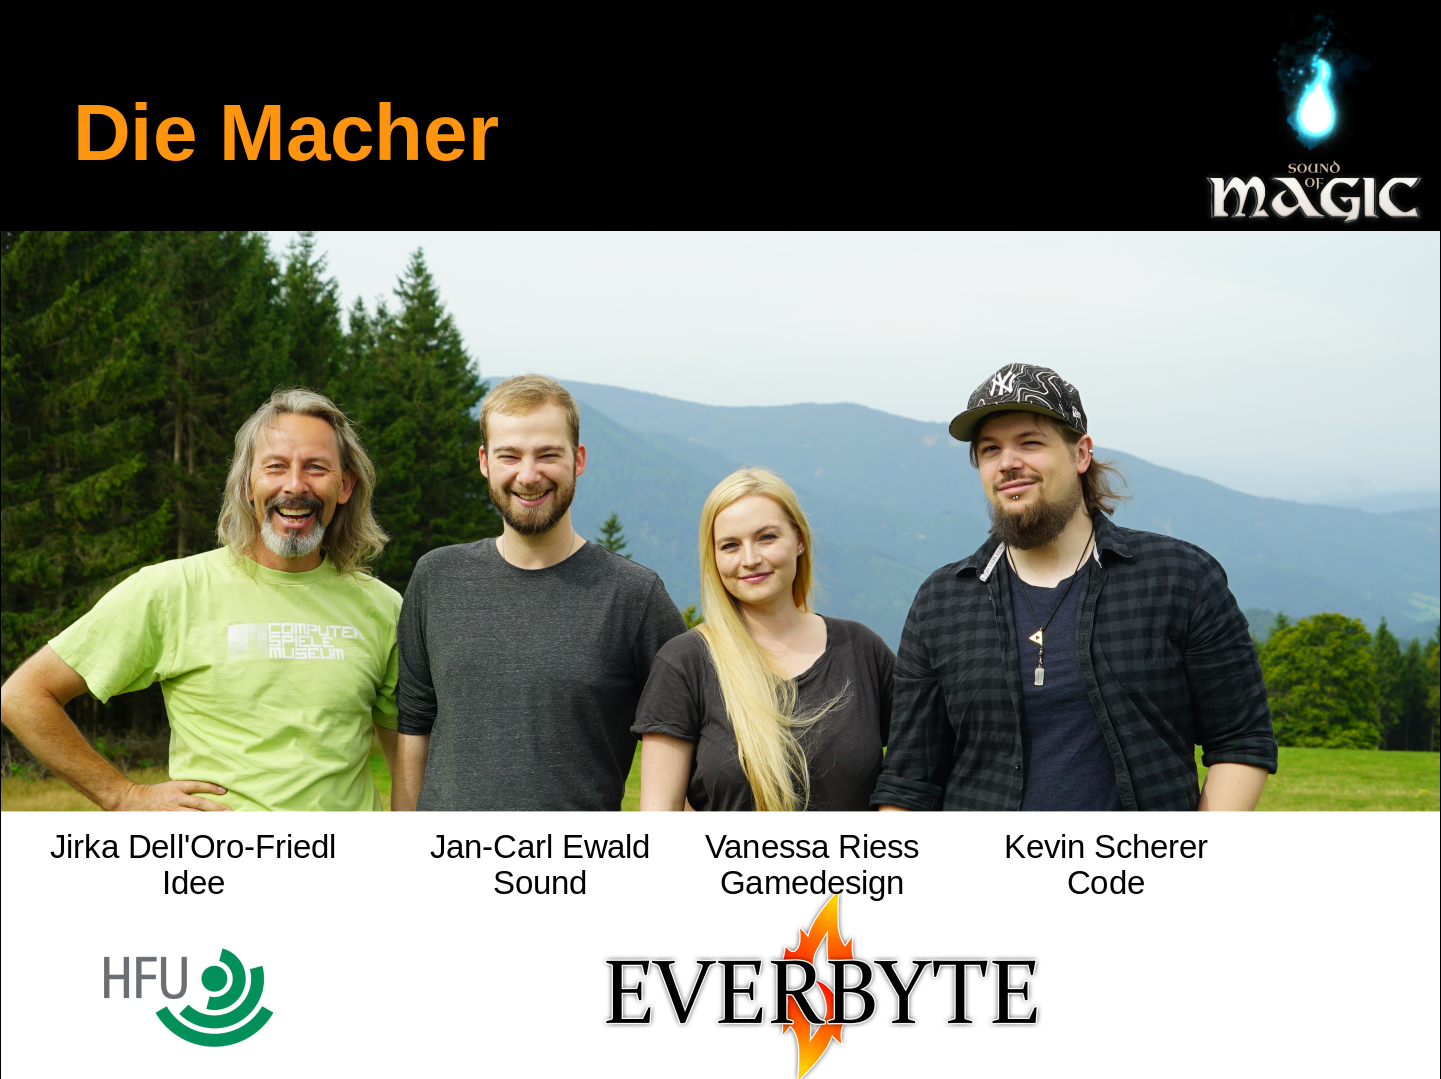 Die Macher
SOUND
OF
MAGIC
COMPUTER
SPIELE
MUSEUM
Jirka Dell'Oro-Friedl
Idee
Jan-Carl Ewald
Sound
Vanessa Riess
Gamedesign
Kevin Scherer
Code
HFU
EVERBYTE